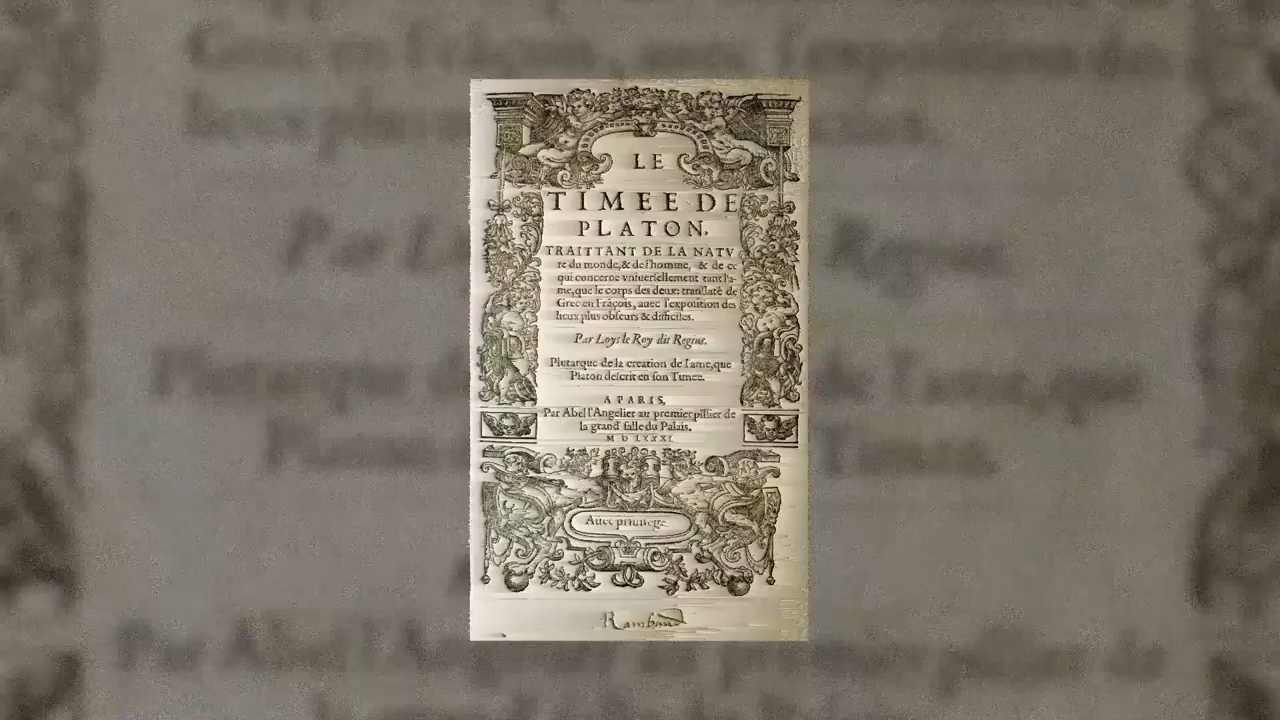 LE
TIMEE DE
PLATON,
TRAITTANT DE LA NATV
re du monde, & de l'homme, & de ce
qui concerne vniuersellement tant l'a-
me, que le corps des deux: translaté de
Grec en Frãçois, auec l'exposition des
lieux plus obscurs & difficiles.
Par Loys le Roy dit Regius.
Plutarque de la creation de l'ame, que
Platon descrit en son Timee.
A PARIS,
Par Abel l'Angelier au premier pillier de
la grand' salle du Palais.
M D LXXXI
Auec priuilege
Rambaud